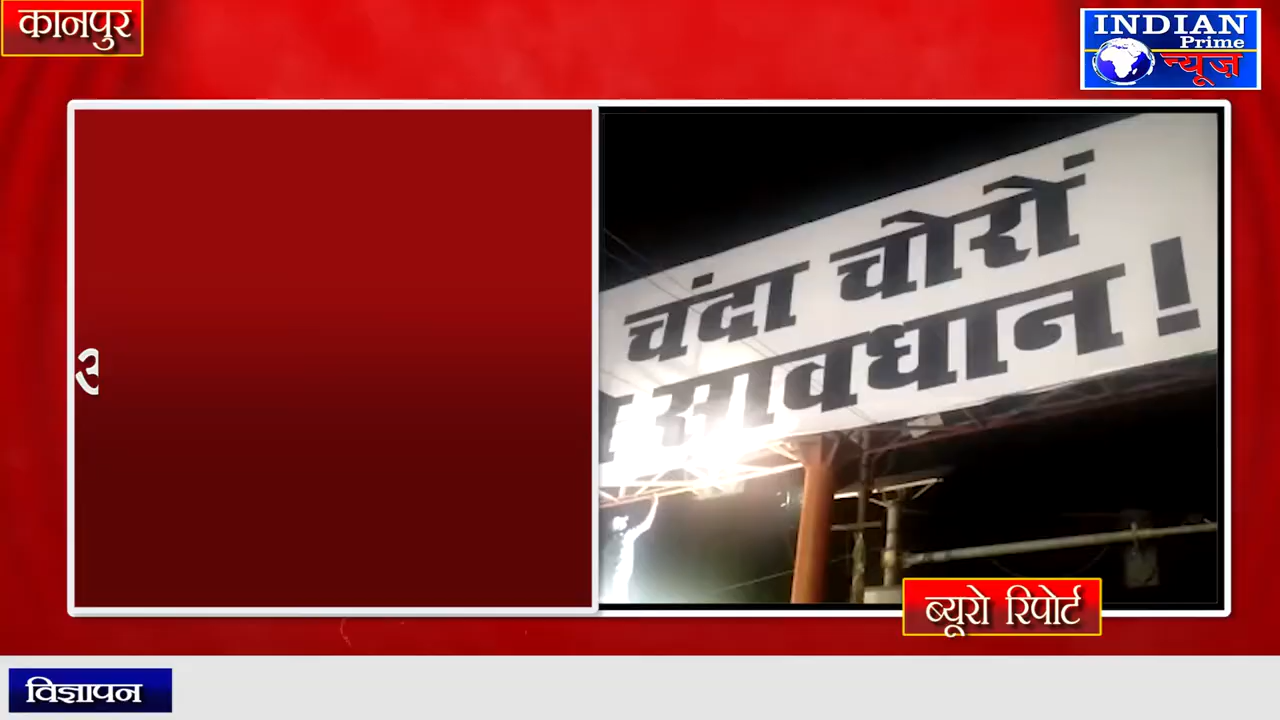 कानपुर
INDIAN
Prime
न्यूज़
चंदा चोरों
सावधान !
ब्यूरो रिपोर्ट
विज्ञापन